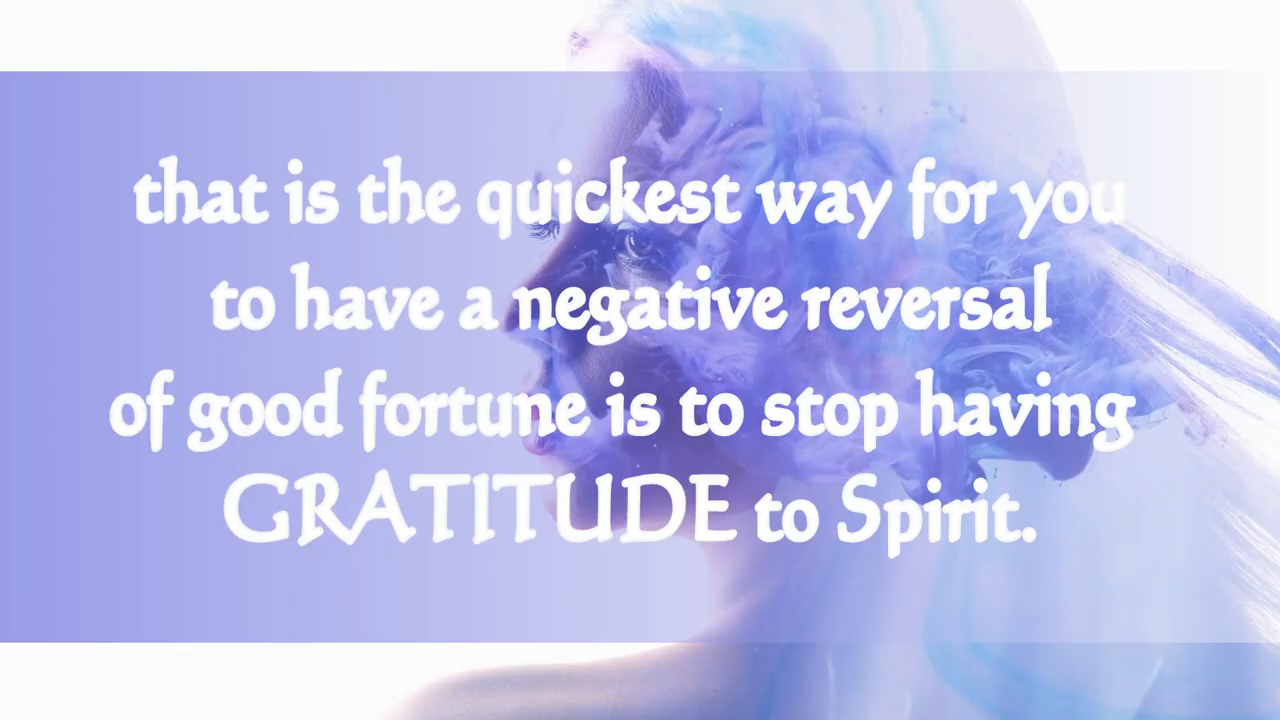 that is the quickest way for you
to have a negative reversal
of good fortune is to stop having
GRATITUDE to Spirit.